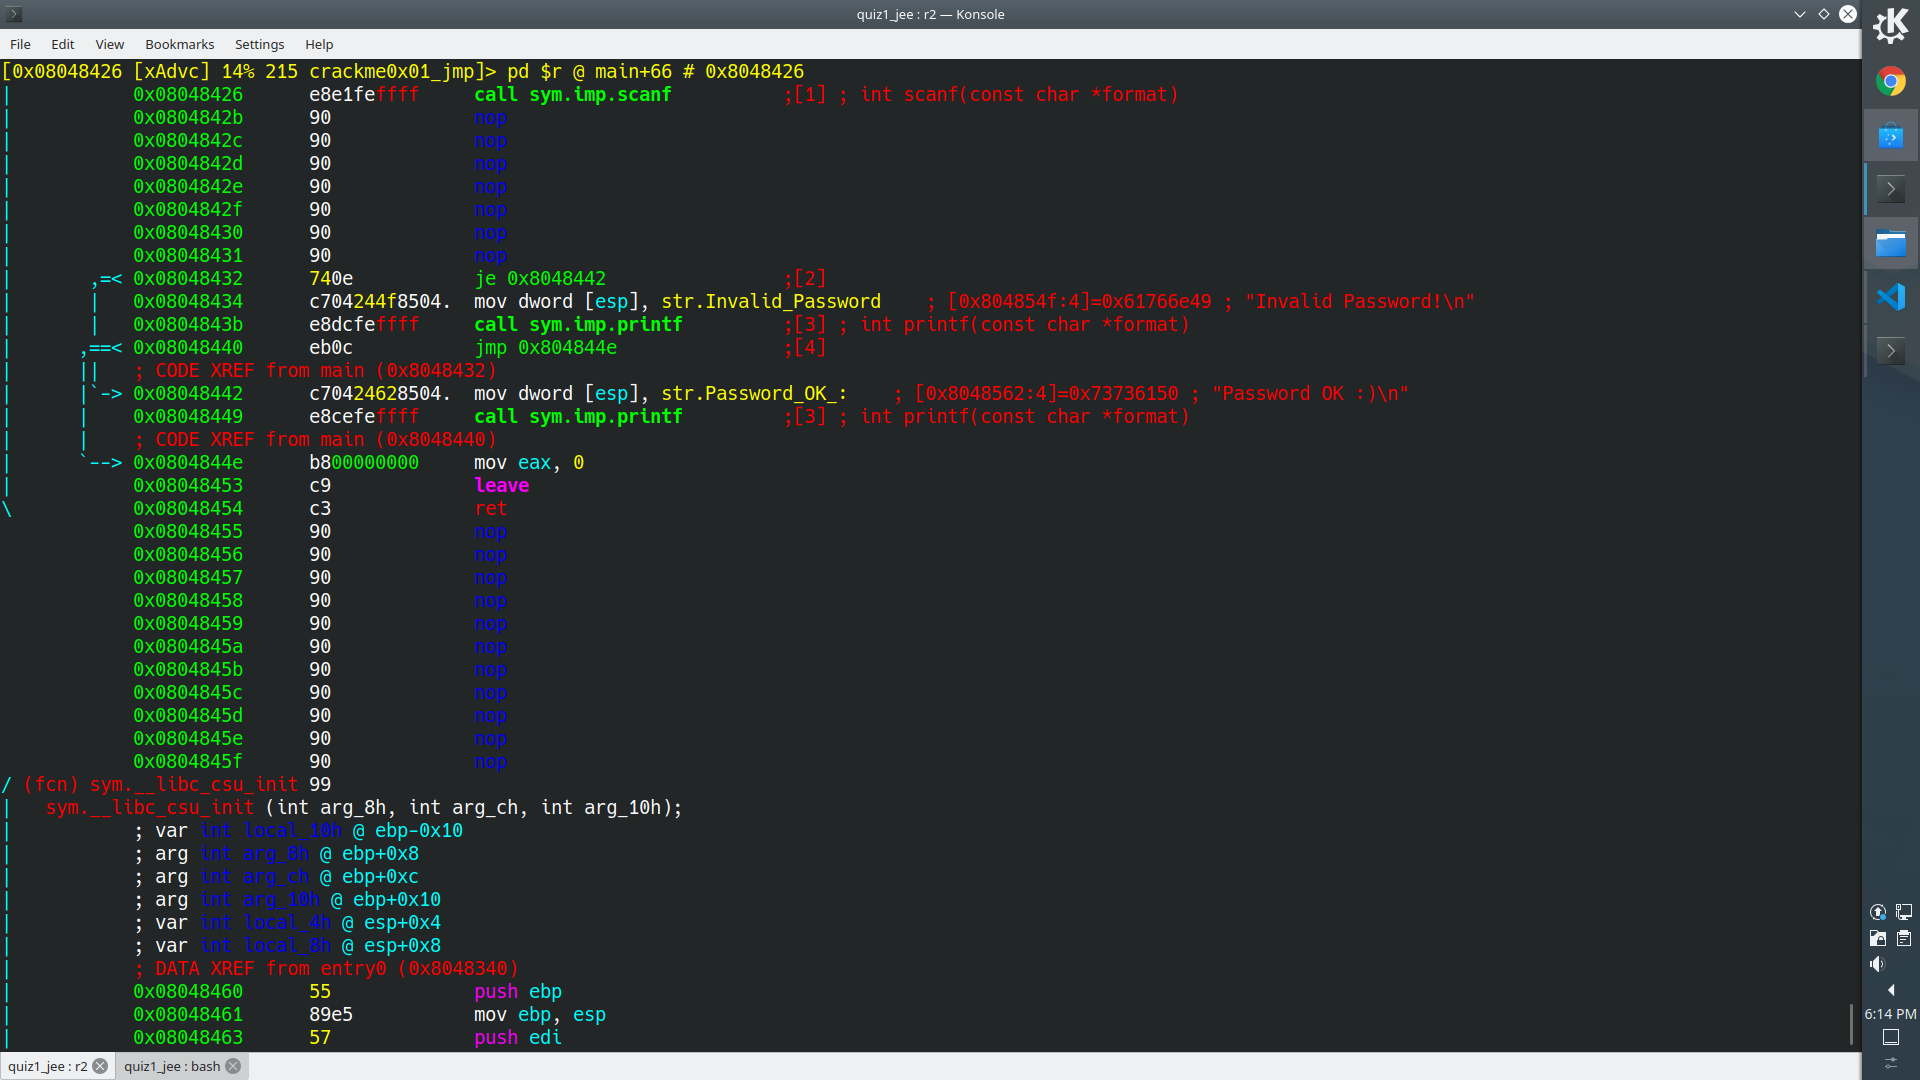 quiz1_jee : r2 — Konsole
File Edit View Bookmarks Settings Help
[0x08048426 [xAdvc] 14% 215 crackme0x01_jmp]> pd $r @ main+66 # 0x8048426
| 0x08048426 e8e1feffff call sym.imp.scanf ;[1] ; int scanf(const char *format)
| 0x0804842b 90 nop
| 0x0804842c 90 nop
| 0x0804842d 90 nop
| 0x0804842e 90 nop
| 0x0804842f 90 nop
| 0x08048430 90 nop
| 0x08048431 90 nop
| ,=< 0x08048432 740e je 0x8048442 ;[2]
| | 0x08048434 c704244f8504. mov dword [esp], str.Invalid_Password ; [0x804854f:4]=0x61766e49 ; "Invalid Password!\n"
| | 0x0804843b e8dcfeffff call sym.imp.printf ;[3] ; int printf(const char *format)
| ,==< 0x08048440 eb0c jmp 0x804844e ;[4]
| || ; CODE XREF from main (0x8048432)
| |`-> 0x08048442 c70424628504. mov dword [esp], str.Password_OK_: ; [0x8048562:4]=0x73736150 ; "Password OK :)\n"
| | 0x08048449 e8cefeffff call sym.imp.printf ;[3] ; int printf(const char *format)
| | ; CODE XREF from main (0x8048440)
| `--> 0x0804844e b800000000 mov eax, 0
| 0x08048453 c9 leave
\ 0x08048454 c3 ret
0x08048455 90 nop
0x08048456 90 nop
0x08048457 90 nop
0x08048458 90 nop
0x08048459 90 nop
0x0804845a 90 nop
0x0804845b 90 nop
0x0804845c 90 nop
0x0804845d 90 nop
0x0804845e 90 nop
0x0804845f 90 nop
/ (fcn) sym.__libc_csu_init 99
| sym.__libc_csu_init (int arg_8h, int arg_ch, int arg_10h);
| ; var int local_10h @ ebp-0x10
| ; arg int arg_8h @ ebp+0x8
| ; arg int arg_ch @ ebp+0xc
| ; arg int arg_10h @ ebp+0x10
| ; var int local_4h @ esp+0x4
| ; var int local_8h @ esp+0x8
| ; DATA XREF from entry0 (0x8048340)
| 0x08048460 55 push ebp
| 0x08048461 89e5 mov ebp, esp
| 0x08048463 57 push edi
quiz1_jee : r2 quiz1_jee : bash
6:14 PM